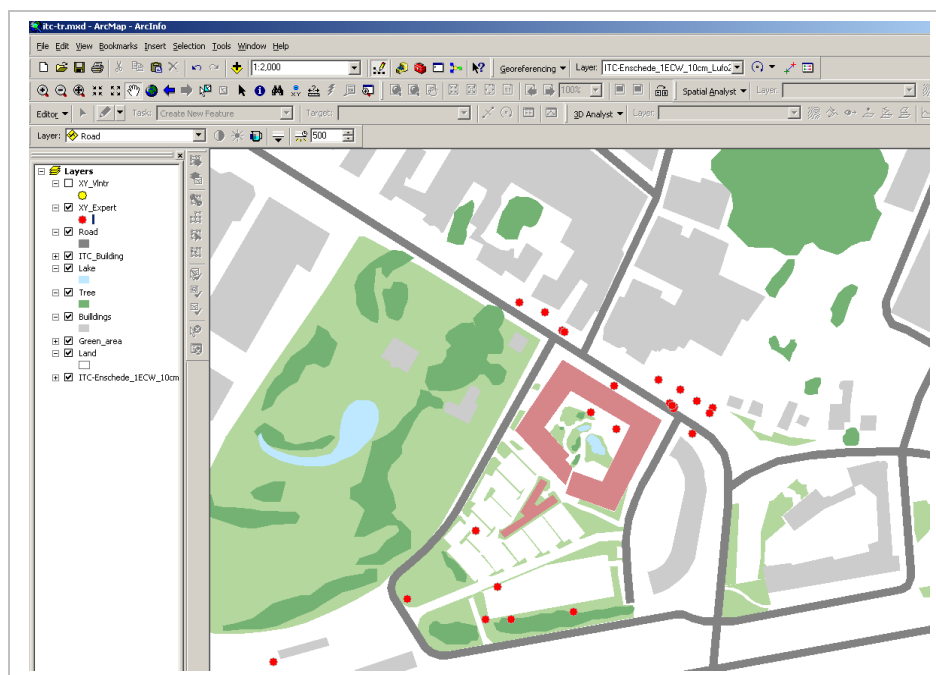 itc-tr.mxd - ArcMap - ArcInfo
File Edit View Bookmarks Insert Selection Tools Window Help
1:2,000 Georeferencing Layer: ITC-Enschede_1ECW_10cm_Lufo2
100% Spatial Analyst Layer:
Editor Task: Create New Feature Target: 3D Analyst Layer:
Layer: Road 500
Layers
XY_Vlntr
XY_Expert
Road
ITC_Building
Lake
Tree
Buildings
Green_area
Land
ITC-Enschede_1ECW_10cm